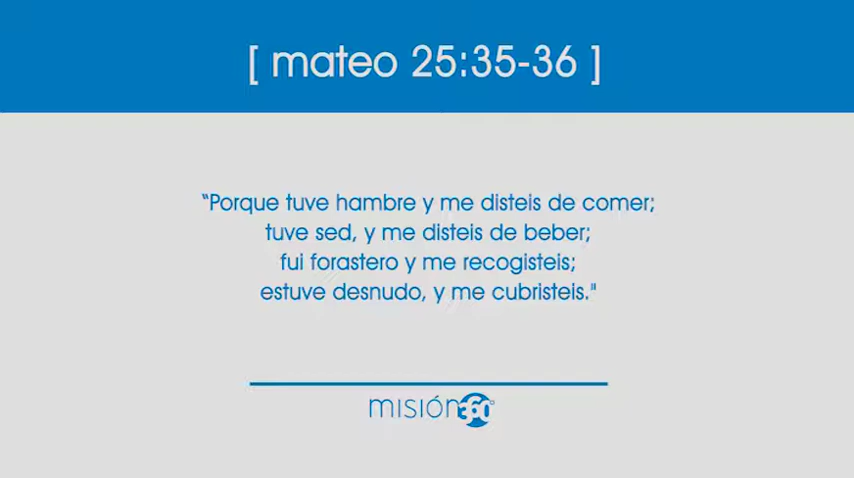 [ mateo 25:35-36 ]
“Porque tuve hambre y me disteis de comer;
tuve sed, y me disteis de beber;
fui forastero y me recogisteis;
estuve desnudo, y me cubristeis."
misión360°